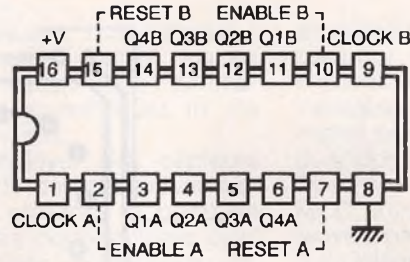 RESET B ENABLE B
+V Q4B Q3B Q2B Q1B CLOCK B
16 15 14 13 12 11 10 9
1 2 3 4 5 6 7 8
CLOCK A Q1A Q2A Q3A Q4A
ENABLE A RESET A